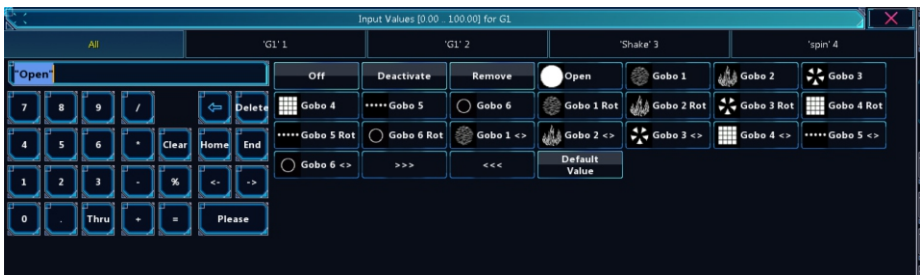 Input Values [0.00 .. 100.00] for G1
All 'G1' 1 'G1' 2 'Shake' 3 'spin' 4
"Open"
Off Deactivate Remove Open Gobo 1 Gobo 2 Gobo 3
7 8 9 / Delete
Gobo 4 Gobo 5 Gobo 6 Gobo 1 Rot Gobo 2 Rot Gobo 3 Rot Gobo 4 Rot
4 5 6 * Clear Home End
Gobo 5 Rot Gobo 6 Rot Gobo 1 <> Gobo 2 <> Gobo 3 <> Gobo 4 <> Gobo 5 <>
Gobo 6 <> >>> <<< Default
Value
1 2 3 - % <- ->
0 . Thru + = Please